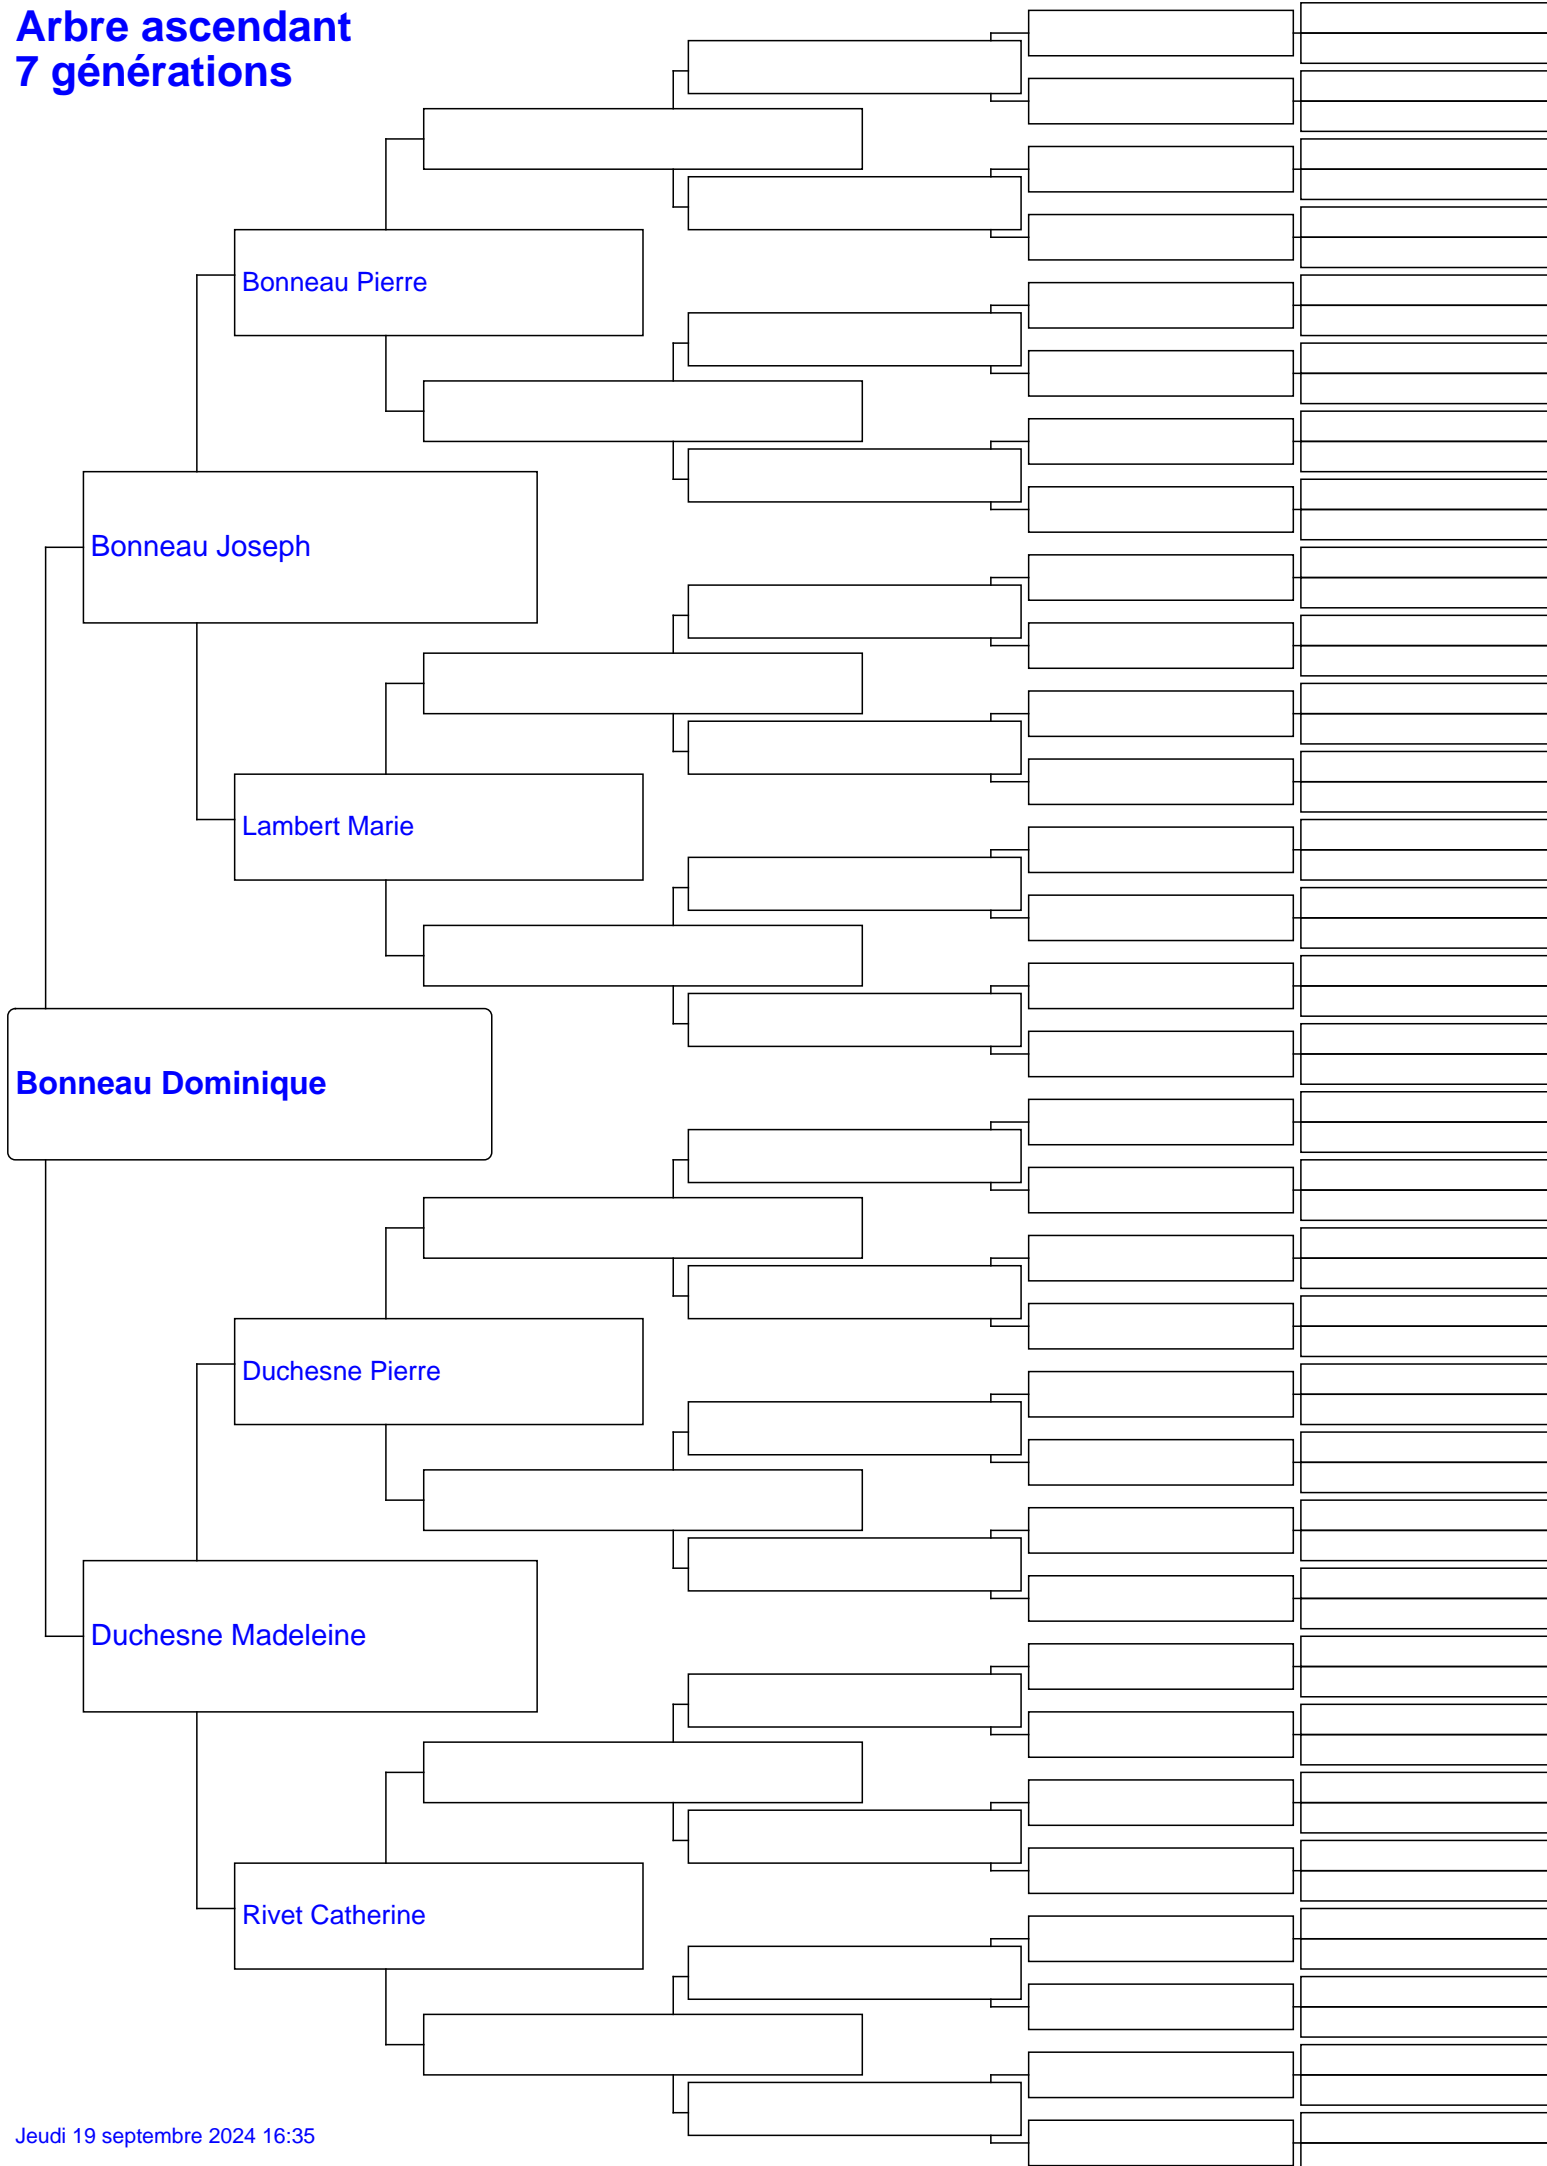 Arbre ascendant
7 générations
Bonneau Pierre
Bonneau Joseph
Lambert Marie
Bonneau Dominique
Duchesne Pierre
Duchesne Madeleine
Rivet Catherine
Jeudi 19 septembre 2024 16:35